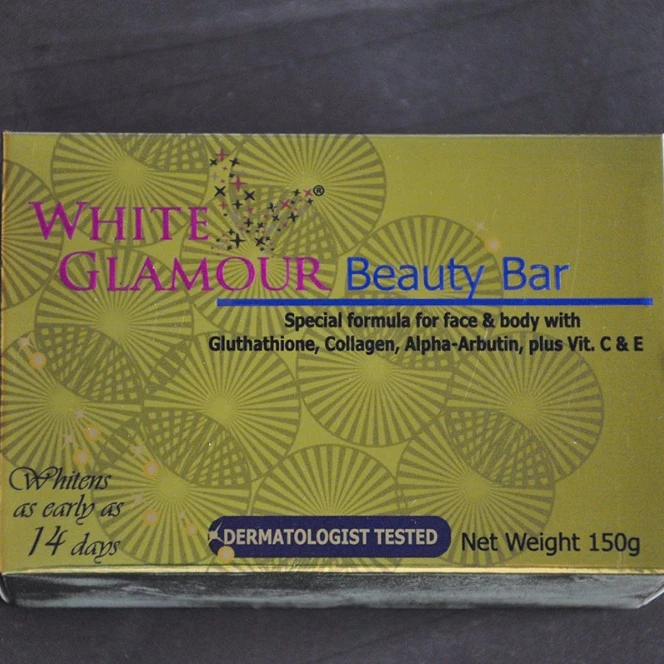 WHITE ®
GLAMOUR Beauty Bar
Special formula for face & body with
Gluthathione, Collagen, Alpha-Arbutin, plus Vit. C & E
Whitens
as early as
14 days
DERMATOLOGIST TESTED
Net Weight 150g